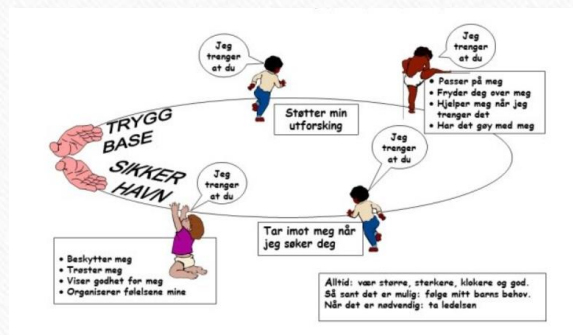 Jeg
trenger
at du
Jeg
trenger
at du
TRYGG
BASE
Støtter min
utforsking
• Passer på meg
• Fryder deg over meg
• Hjelper meg når jeg
trenger det
• Har det gøy med meg
SIKKER
HAVN
Jeg
trenger
at du
Jeg
trenger
at du
Tar imot meg når
jeg søker deg
• Beskytter meg
• Trøster meg
• Viser godhet for meg
• Organiserer følelsene mine
Alltid: vær større, sterkere, klokere og god.
Så sant det er mulig: følge mitt barns behov.
Når det er nødvendig: ta ledelsen